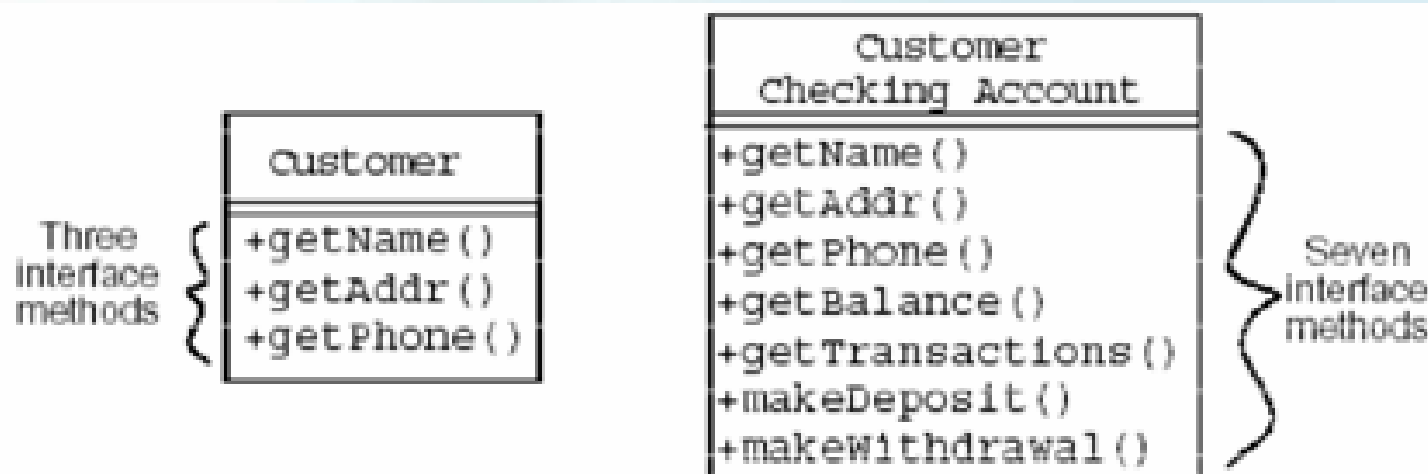 Three
interface
methods
Customer
+getName()
+getAddr()
+getPhone()
Customer
Checking Account
+getName()
+getAddr()
+getPhone()
+getBalance()
+getTransactions()
+makeDeposit()
+makeWithdrawal()
Seven
interface
methods